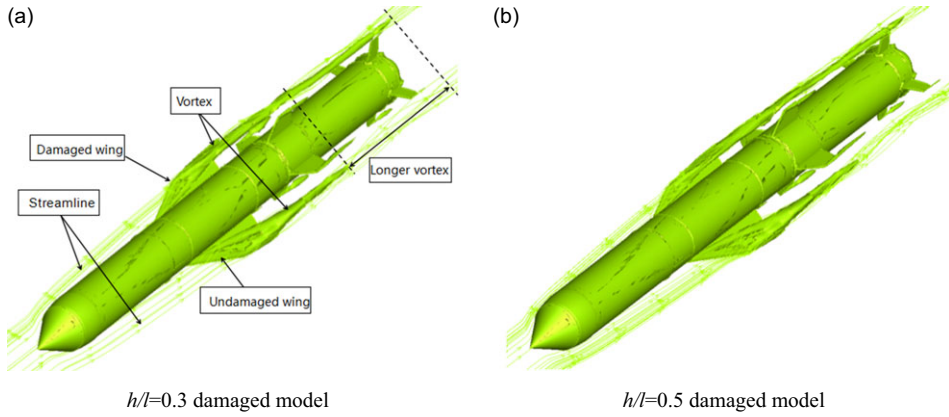 (a)
(b)
Vortex
Damaged wing
Longer vortex
Streamline
Undamaged wing
h/l=0.3 damaged model
h/l=0.5 damaged model